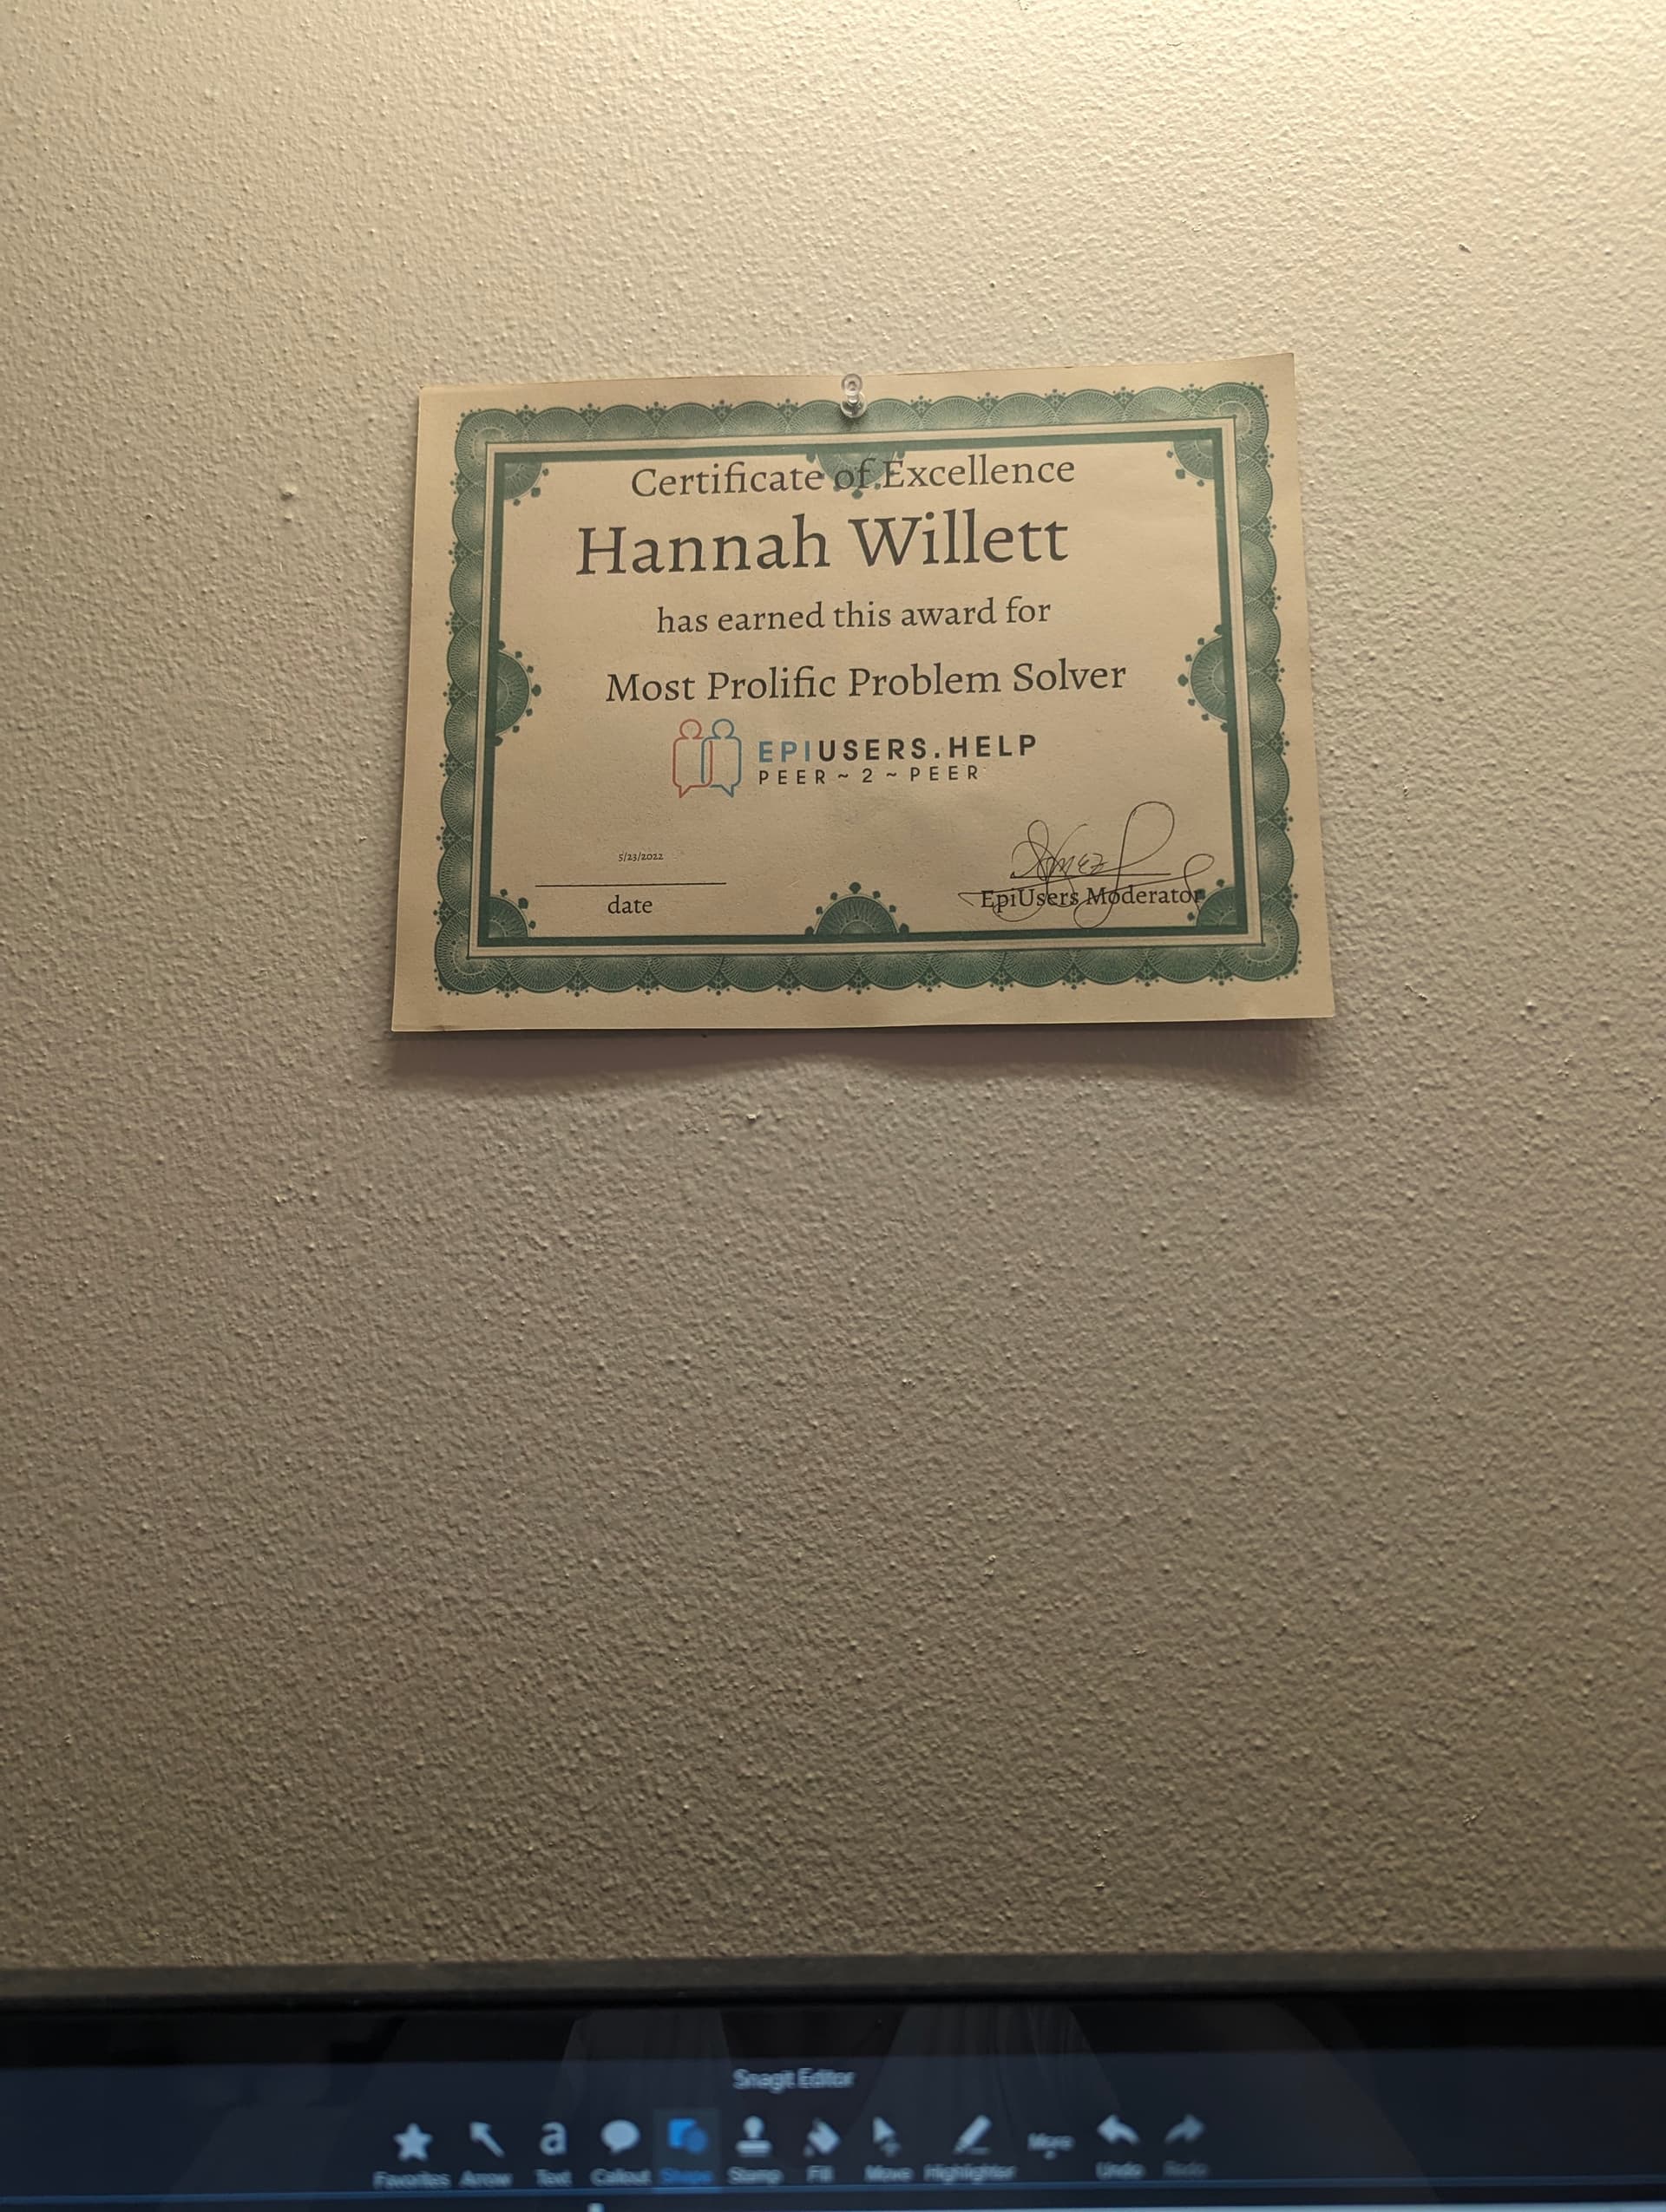 Certificate of Excellence
Hannah Willett
has earned this award for
Most Prolific Problem Solver
EPIUSERS.HELP
PEER ~ 2 ~ PEER
5/23/2022
date
EpiUsers Moderator
Snagit Editor
Favorites Arrow Text Callout Shape Stamp Fill Move Highlighter More Undo Redo